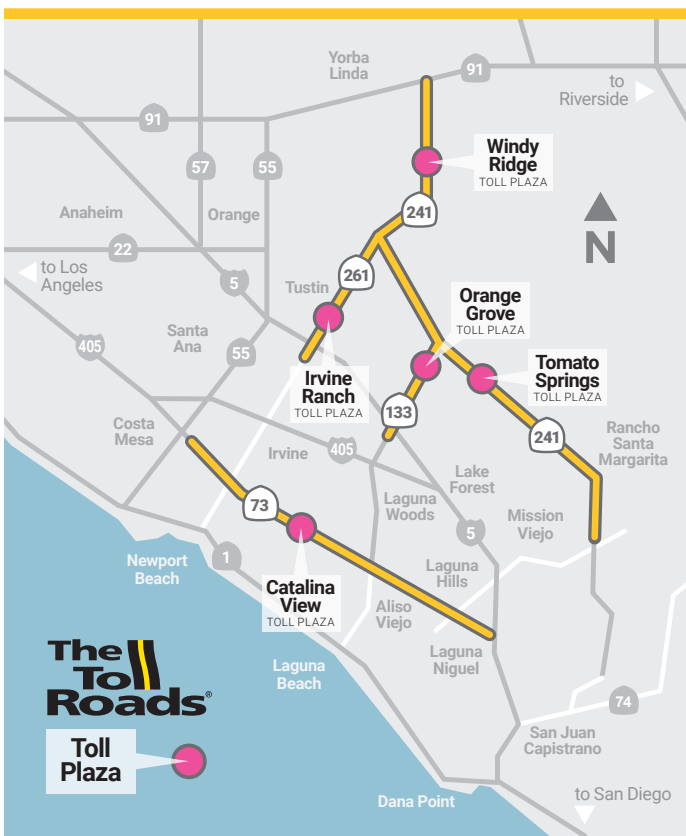 Yorba
Linda
91
to
Riverside
91
57
55
Windy
Ridge
TOLL PLAZA
Anaheim
Orange
241
N
22
to Los
Angeles
5
261
Tustin
Orange
Grove
TOLL PLAZA
Santa
Ana
405
55
Irvine
Ranch
TOLL PLAZA
Tomato
Springs
TOLL PLAZA
133
Costa
Mesa
241
Rancho
Santa
Margarita
Irvine
405
Lake
Forest
Laguna
Woods
73
Mission
Viejo
5
1
Newport
Beach
Laguna
Hills
Catalina
View
TOLL PLAZA
Aliso
Viejo
The
Toll
Roads®
Laguna
Niguel
Laguna
Beach
74
San Juan
Capistrano
Toll
Plaza
Dana Point
to San Diego